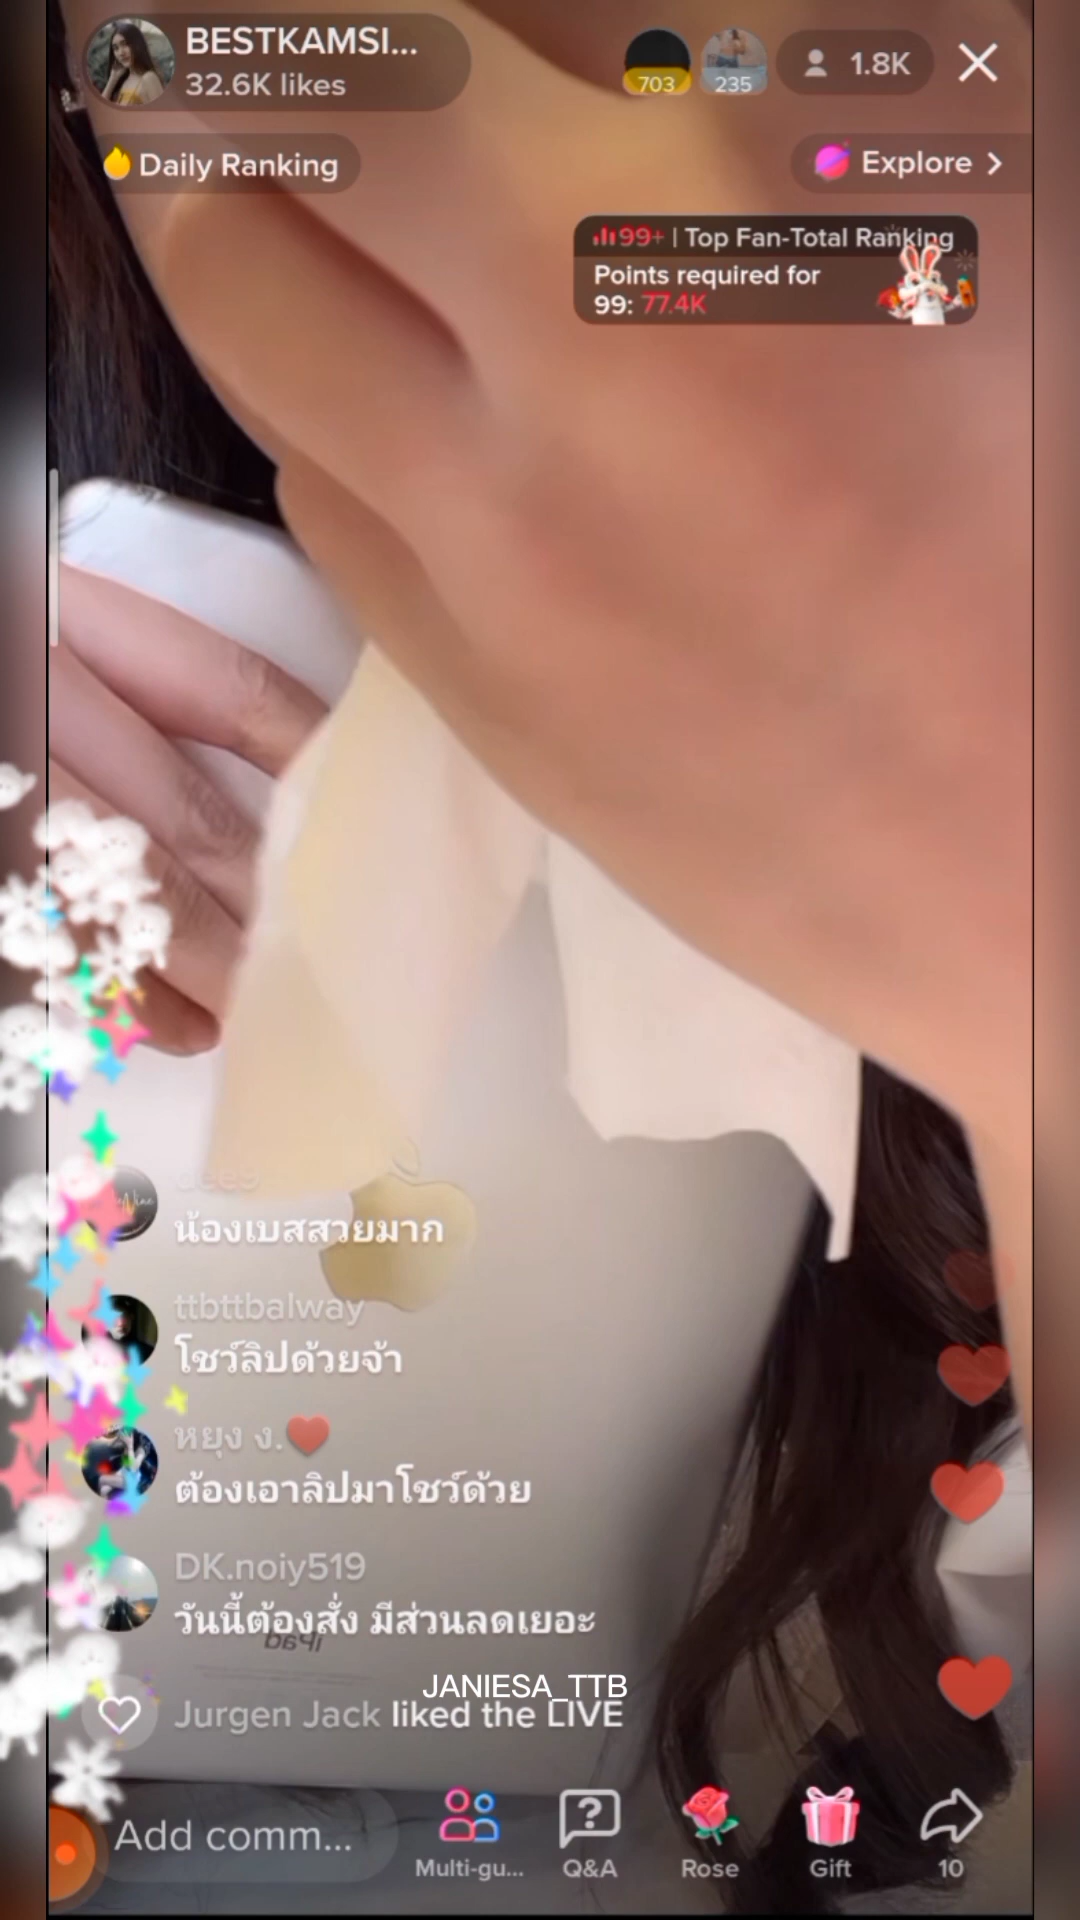 BESTKAMSI...
32.6K likes
703
235
1.8K
Daily Ranking
Explore
99+ | Top Fan-Total Ranking
Points required for
99: 77.4K
dee9
น้องเบสสวยมาก
ttbttbalway
โชว์ลิปด้วยจ้า
หยุง ง.❤️
ต้องเอาลิปมาโชว์ด้วย
DK.noiy519
วันนี้ต้องสั่ง มีส่วนลดเยอะ
iPad
JANIESA_TTB
Jurgen Jack liked the LIVE
Add comm...
Multi-gu...
Q&A
Rose
Gift
10